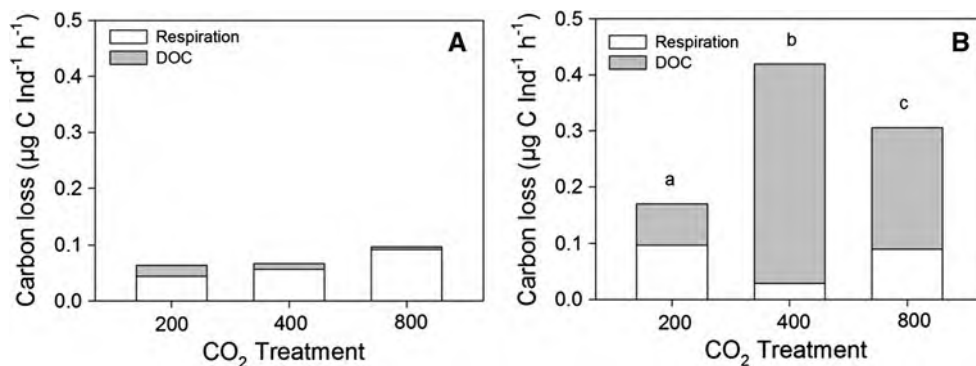 0.5
0.4
0.3
0.2
0.1
0.0
Carbon loss (µg C Ind⁻¹ h⁻¹)
Respiration
DOC
A
200 400 800
CO₂ Treatment
0.5
0.4
0.3
0.2
0.1
0.0
Carbon loss (µg C Ind⁻¹ h⁻¹)
Respiration
DOC
B
a
b
c
200 400 800
CO₂ Treatment